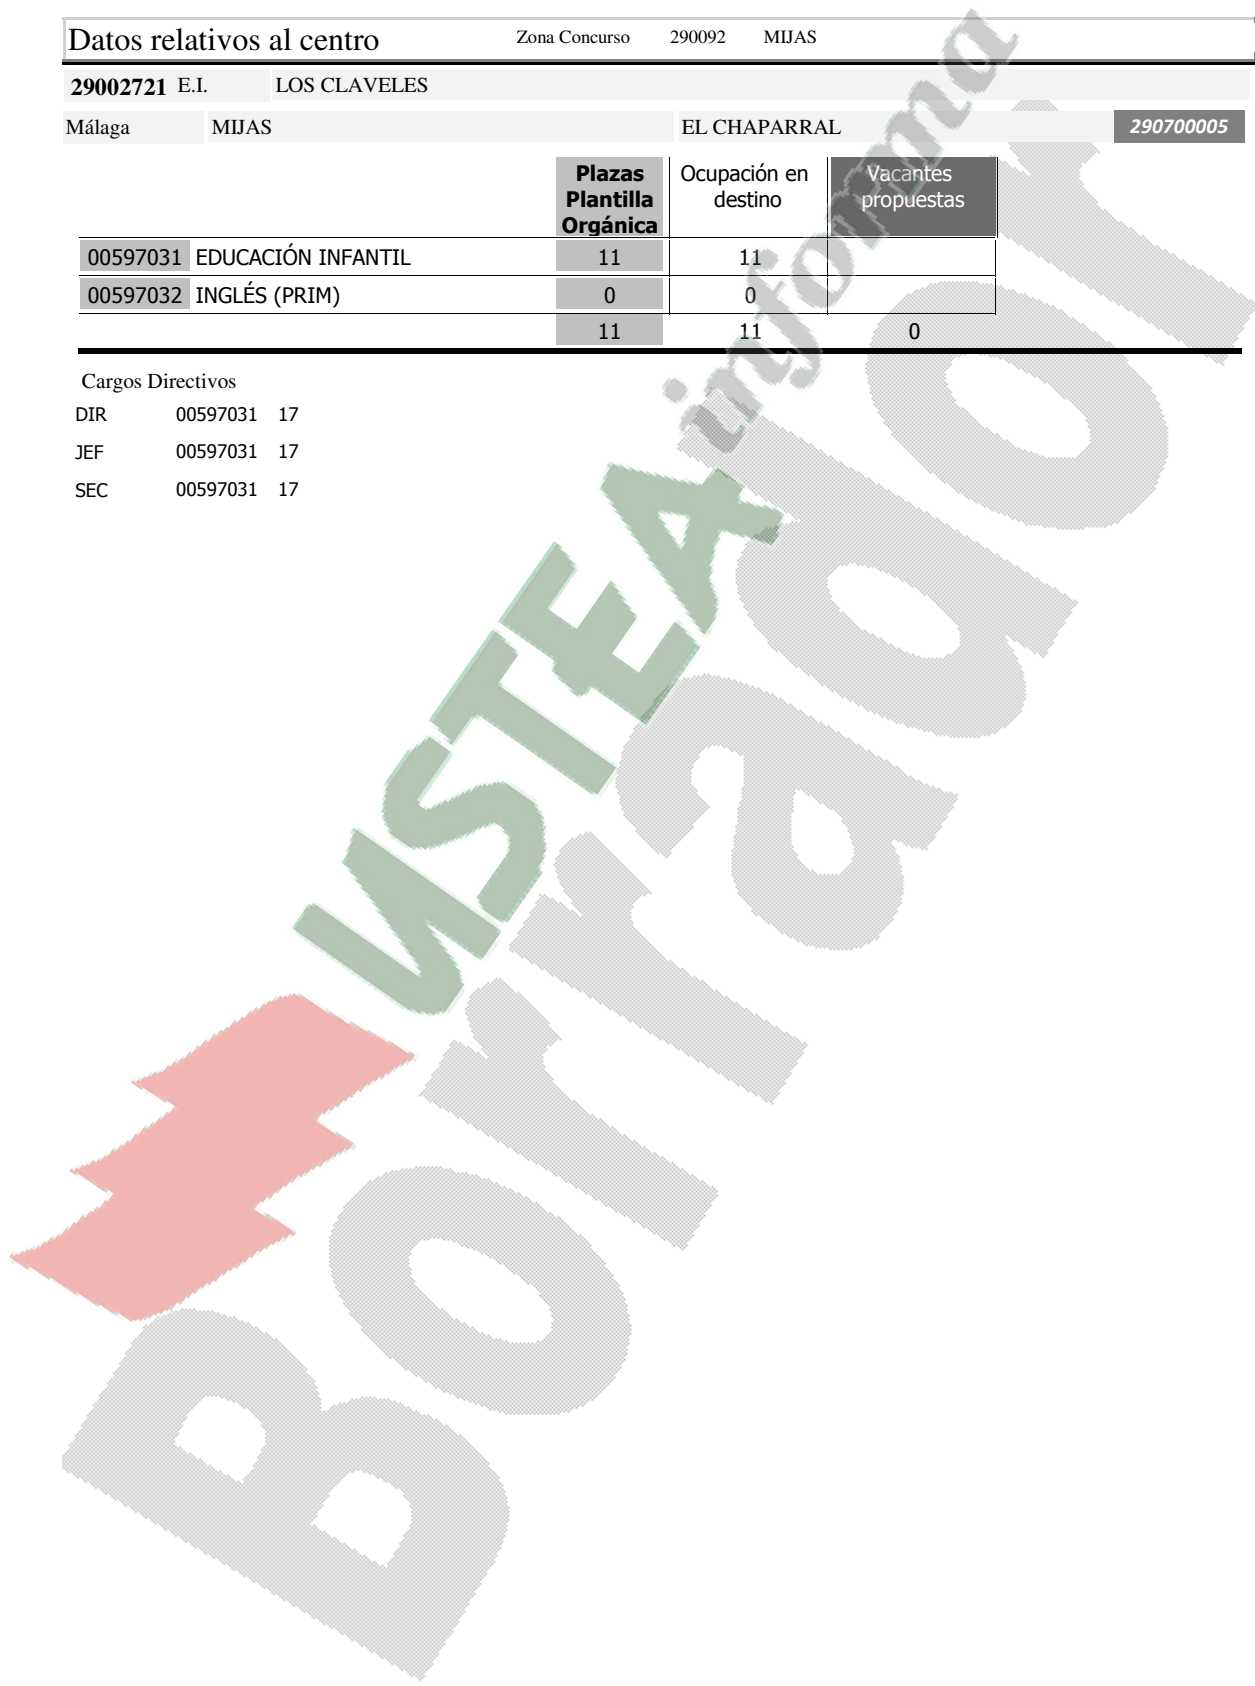 Datos relativos al centro Zona Concurso 290092 MIJAS
29002721 E.I. LOS CLAVELES
Málaga MIJAS EL CHAPARRAL 290700005
Plazas Plantilla Orgánica Ocupación en destino Vacantes propuestas
00597031 EDUCACIÓN INFANTIL 11 11
00597032 INGLÉS (PRIM) 0 0
11 11 0
Cargos Directivos
DIR 00597031 17
JEF 00597031 17
SEC 00597031 17
USTEA informa
Borrador